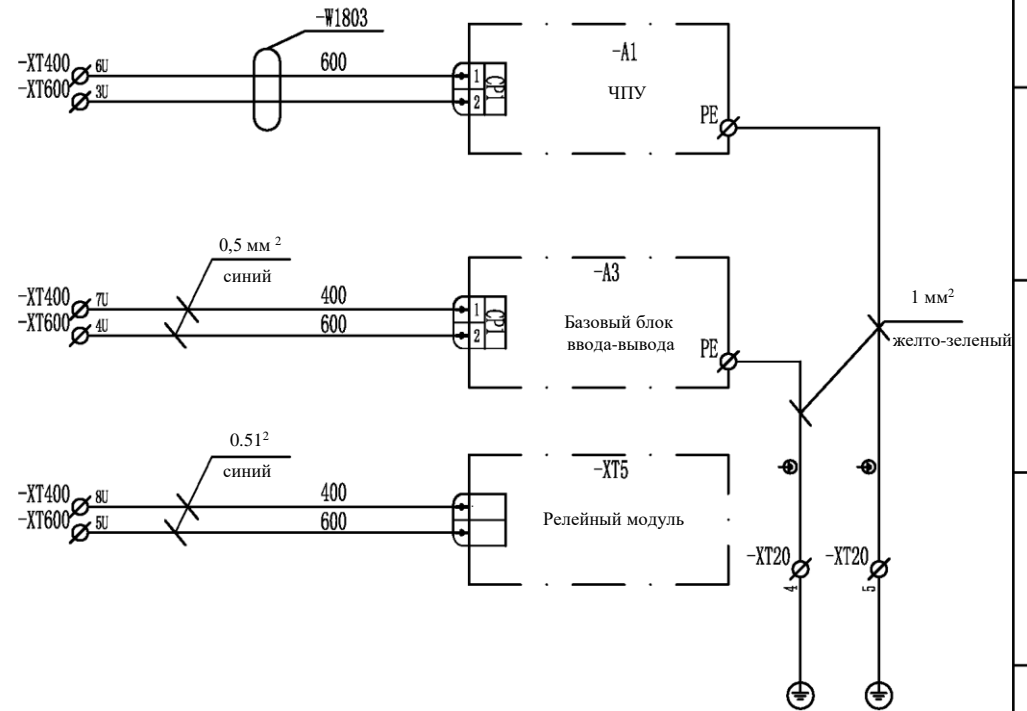 -W1803
-XT400 6U 600
-XT600 3U
1 CP1
2
-A1
ЧПУ
PE
0,5 мм ²
синий
-XT400 7U 400
-XT600 4U 600
1 CP1
2
-A3
Базовый блок
ввода-вывода
PE
1 мм²
желто-зеленый
0.51²
синий
-XT400 8U 400
-XT600 5U 600
-XT5
Релейный модуль
-XT20 -XT20
4 5